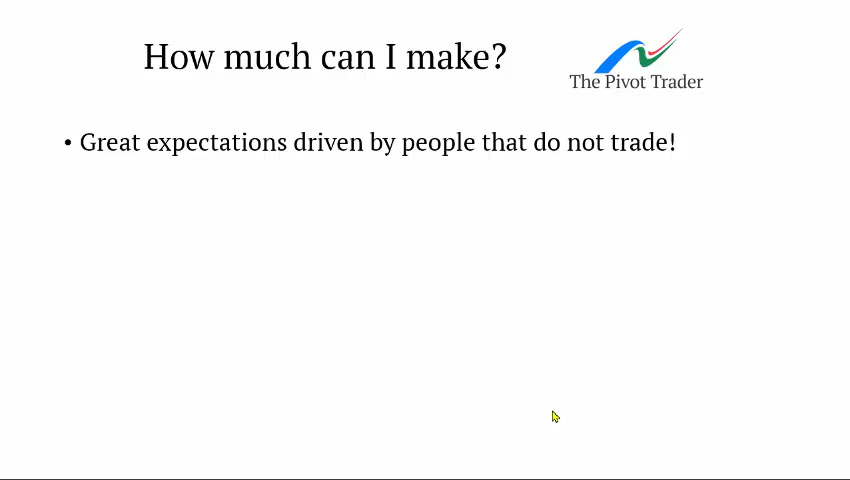 How much can I make?
The Pivot Trader
• Great expectations driven by people that do not trade!